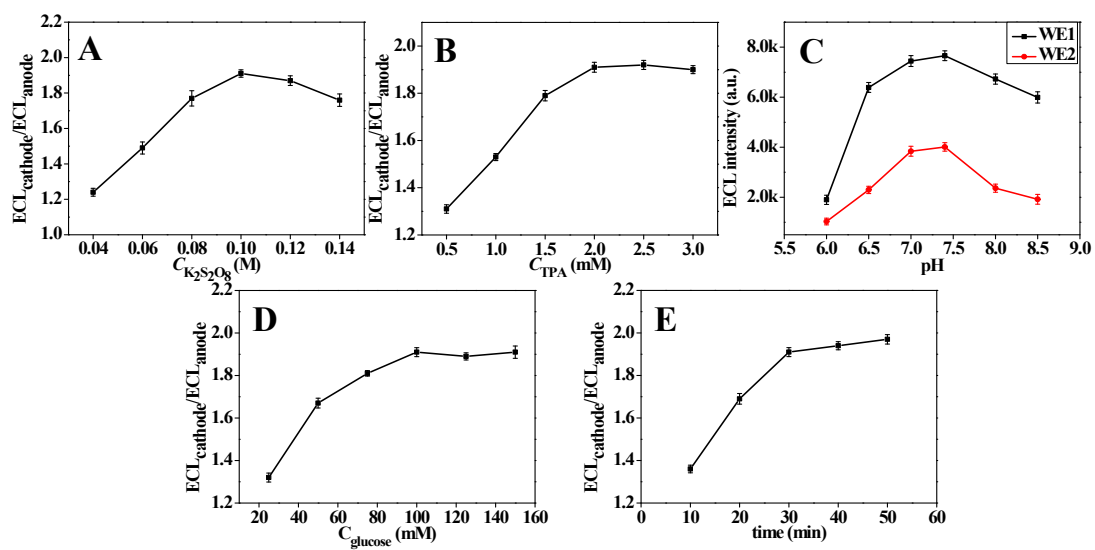 A
ECLcathode/ECLanode
2.2
2.0
1.8
1.6
1.4
1.2
1.0
0.04 0.06 0.08 0.10 0.12 0.14
CK2S2O8 (M)
B
ECLcathode/ECLanode
2.0
1.8
1.6
1.4
1.2
0.5 1.0 1.5 2.0 2.5 3.0
CTPA (mM)
C
WE1
WE2
ECL intensity (a.u.)
8.0k
6.0k
4.0k
2.0k
5.5 6.0 6.5 7.0 7.5 8.0 8.5 9.0
pH
D
ECLcathode/ECLanode
2.2
2.0
1.8
1.6
1.4
1.2
20 40 60 80 100 120 140 160
Cglucose (mM)
E
ECLcathode/ECLanode
2.2
2.0
1.8
1.6
1.4
1.2
0 10 20 30 40 50 60
time (min)